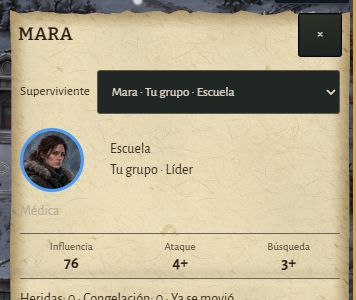 MARA
×
Superviviente
Mara · Tu grupo · Escuela
Escuela
Tu grupo · Líder
Médica
Influencia Ataque Búsqueda
76 4+ 3+
Heridas: 0 · Congelación: 0 · Ya se movió